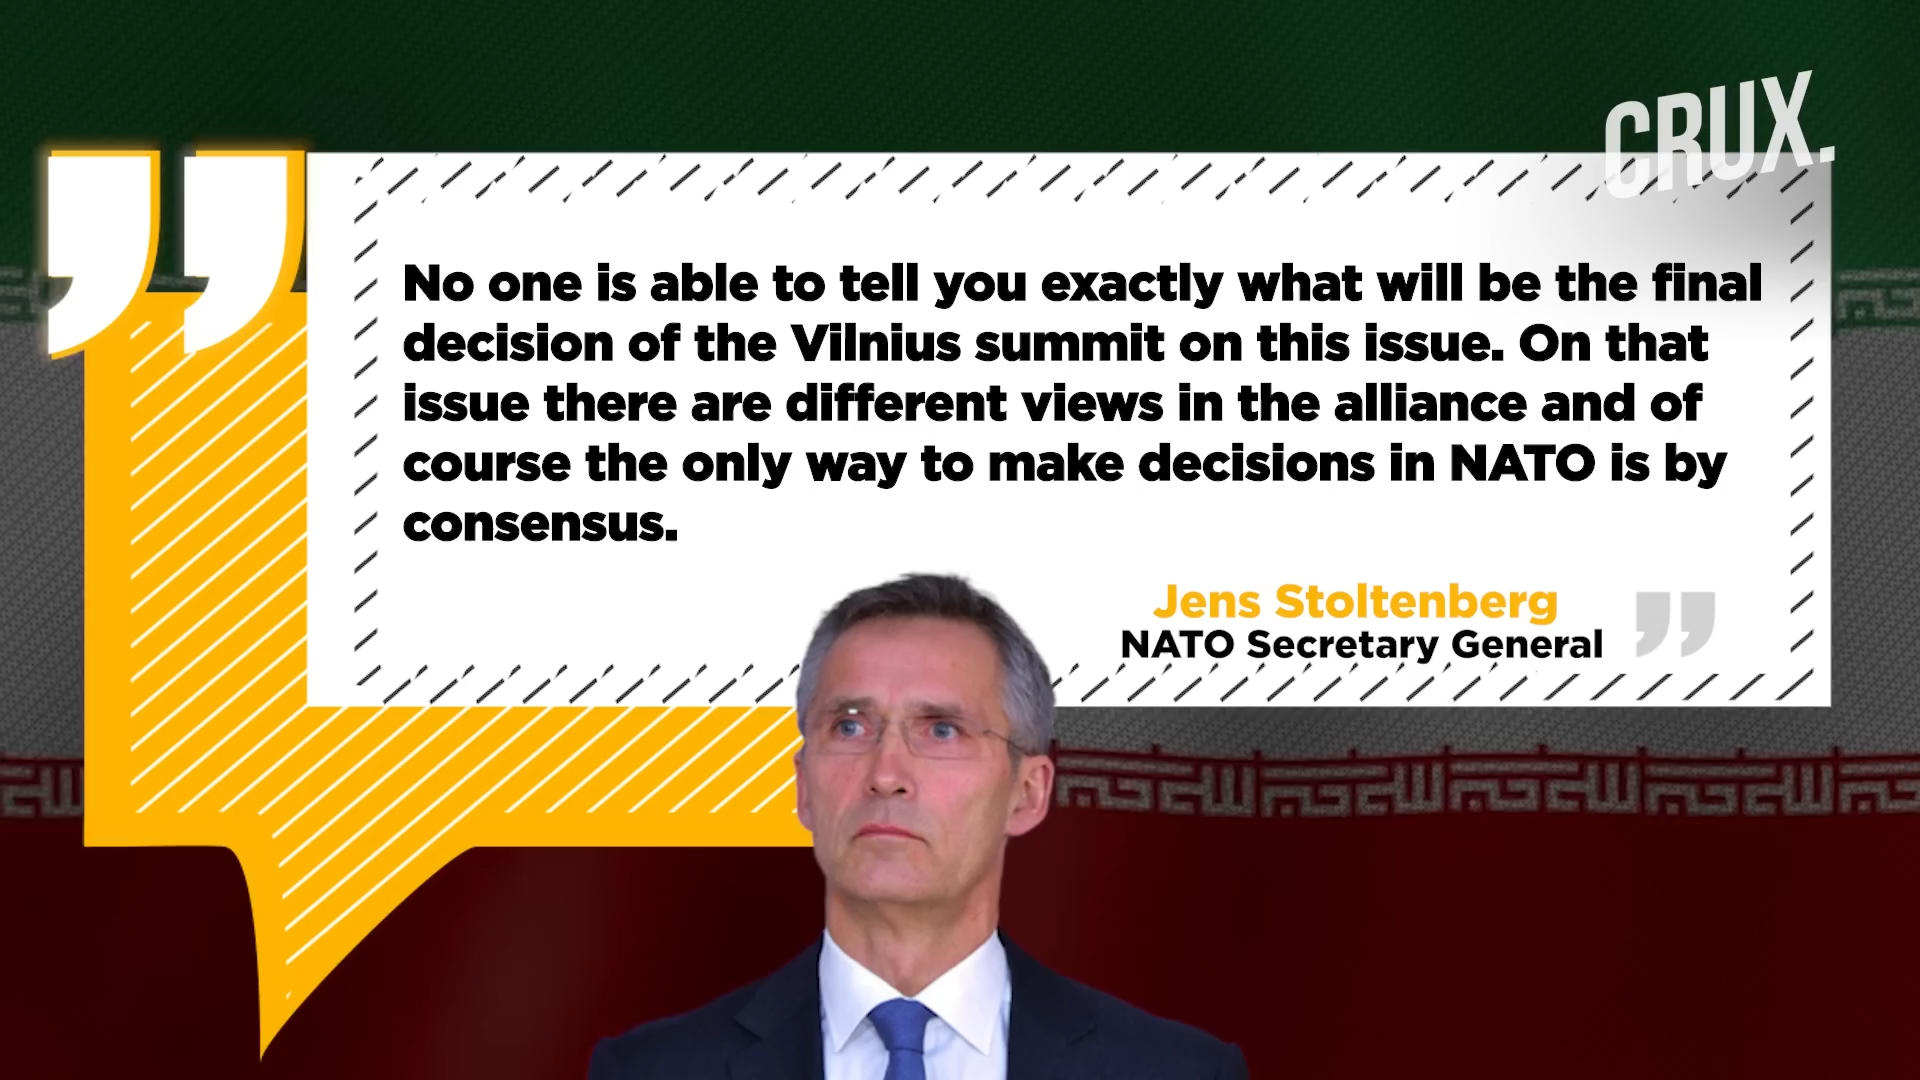 CRUX.
No one is able to tell you exactly what will be the final
decision of the Vilnius summit on this issue. On that
issue there are different views in the alliance and of
course the only way to make decisions in NATO is by
consensus.
Jens Stoltenberg
NATO Secretary General